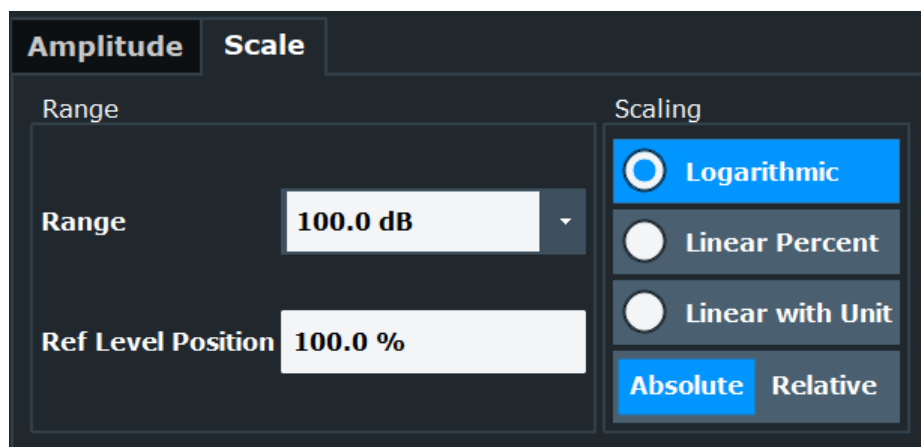 Amplitude Scale
Range
Range 100.0 dB
Ref Level Position 100.0 %
Scaling
Logarithmic
Linear Percent
Linear with Unit
Absolute Relative